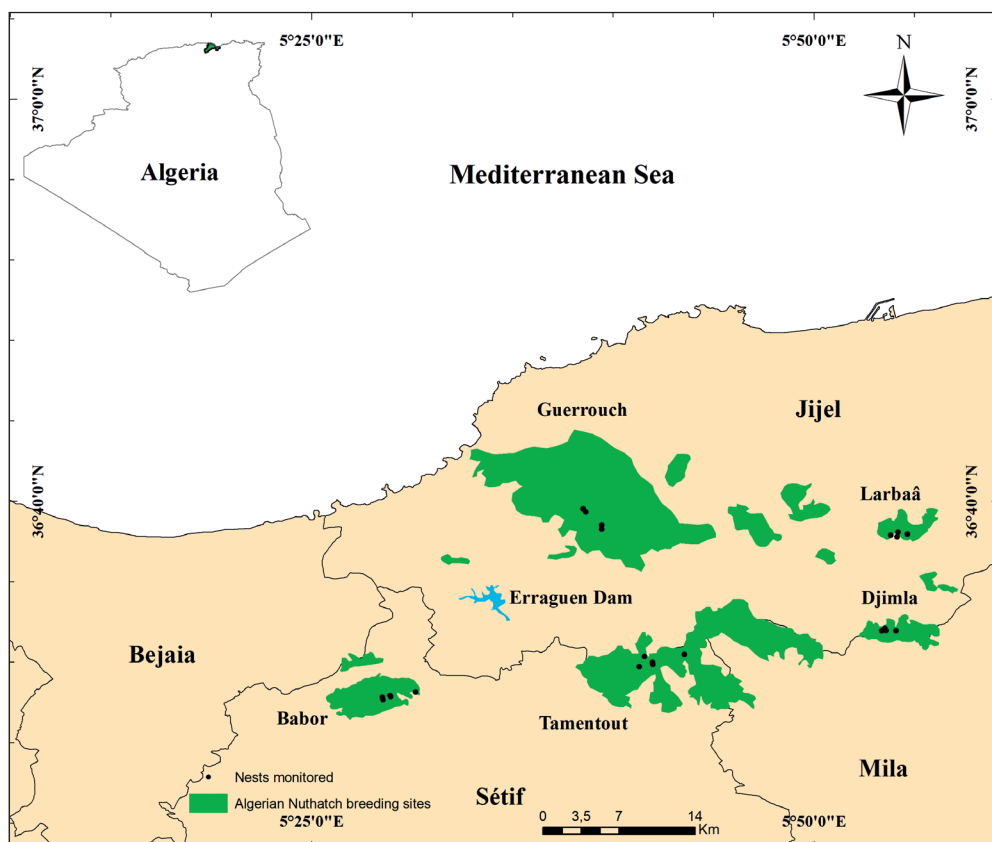 5°25'0"E
5°50'0"E
N
37°0'0"N
37°0'0"N
Algeria
Mediterranean Sea
Guerrouch
Jijel
Larbaâ
36°40'0"N
36°40'0"N
Erraguen Dam
Djimla
Bejaia
Babor
Tamentout
Mila
Nests monitored
Algerian Nuthatch breeding sites
Sétif
0 3,5 7 14
Km
5°25'0"E
5°50'0"E